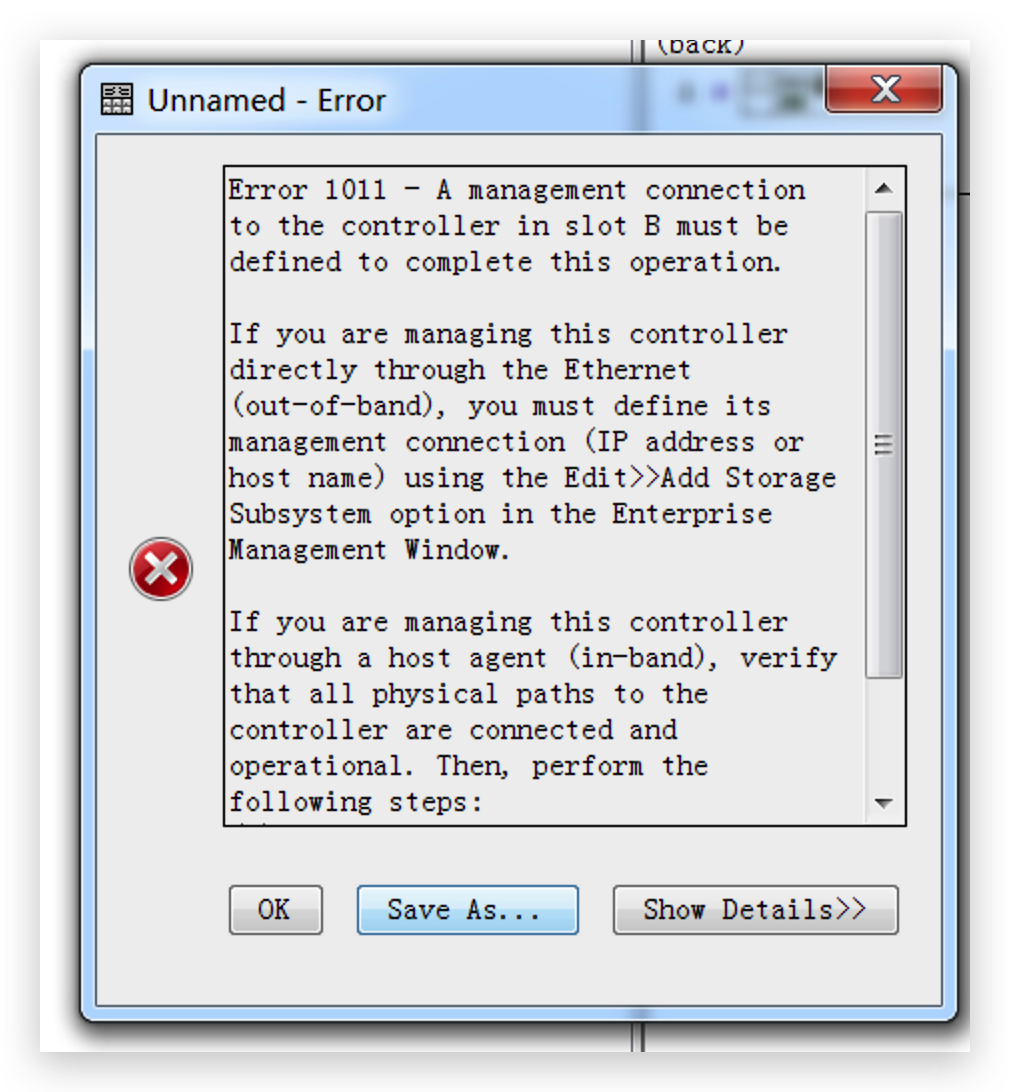 (back)
Unnamed - Error
Error 1011 - A management connection
to the controller in slot B must be
defined to complete this operation.
If you are managing this controller
directly through the Ethernet
(out-of-band), you must define its
management connection (IP address or
host name) using the Edit>>Add Storage
Subsystem option in the Enterprise
Management Window.
If you are managing this controller
through a host agent (in-band), verify
that all physical paths to the
controller are connected and
operational. Then, perform the
following steps:
OK
Save As...
Show Details>>